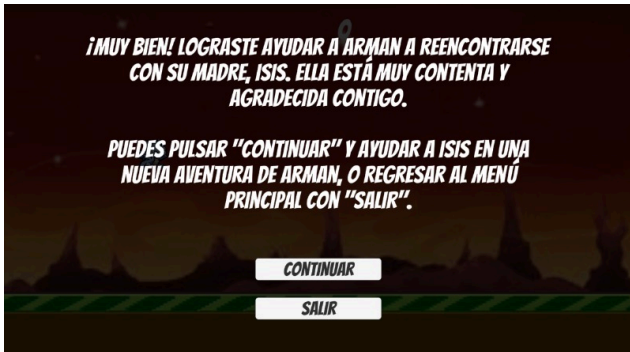 ¡MUY BIEN! LOGRASTE AYUDAR A ARMAN A REENCONTRARSE
CON SU MADRE, ISIS. ELLA ESTÁ MUY CONTENTA Y
AGRADECIDA CONTIGO.
PUEDES PULSAR "CONTINUAR" Y AYUDAR A ISIS EN UNA
NUEVA AVENTURA DE ARMAN, O REGRESAR AL MENÚ
PRINCIPAL CON "SALIR".
CONTINUAR
SALIR